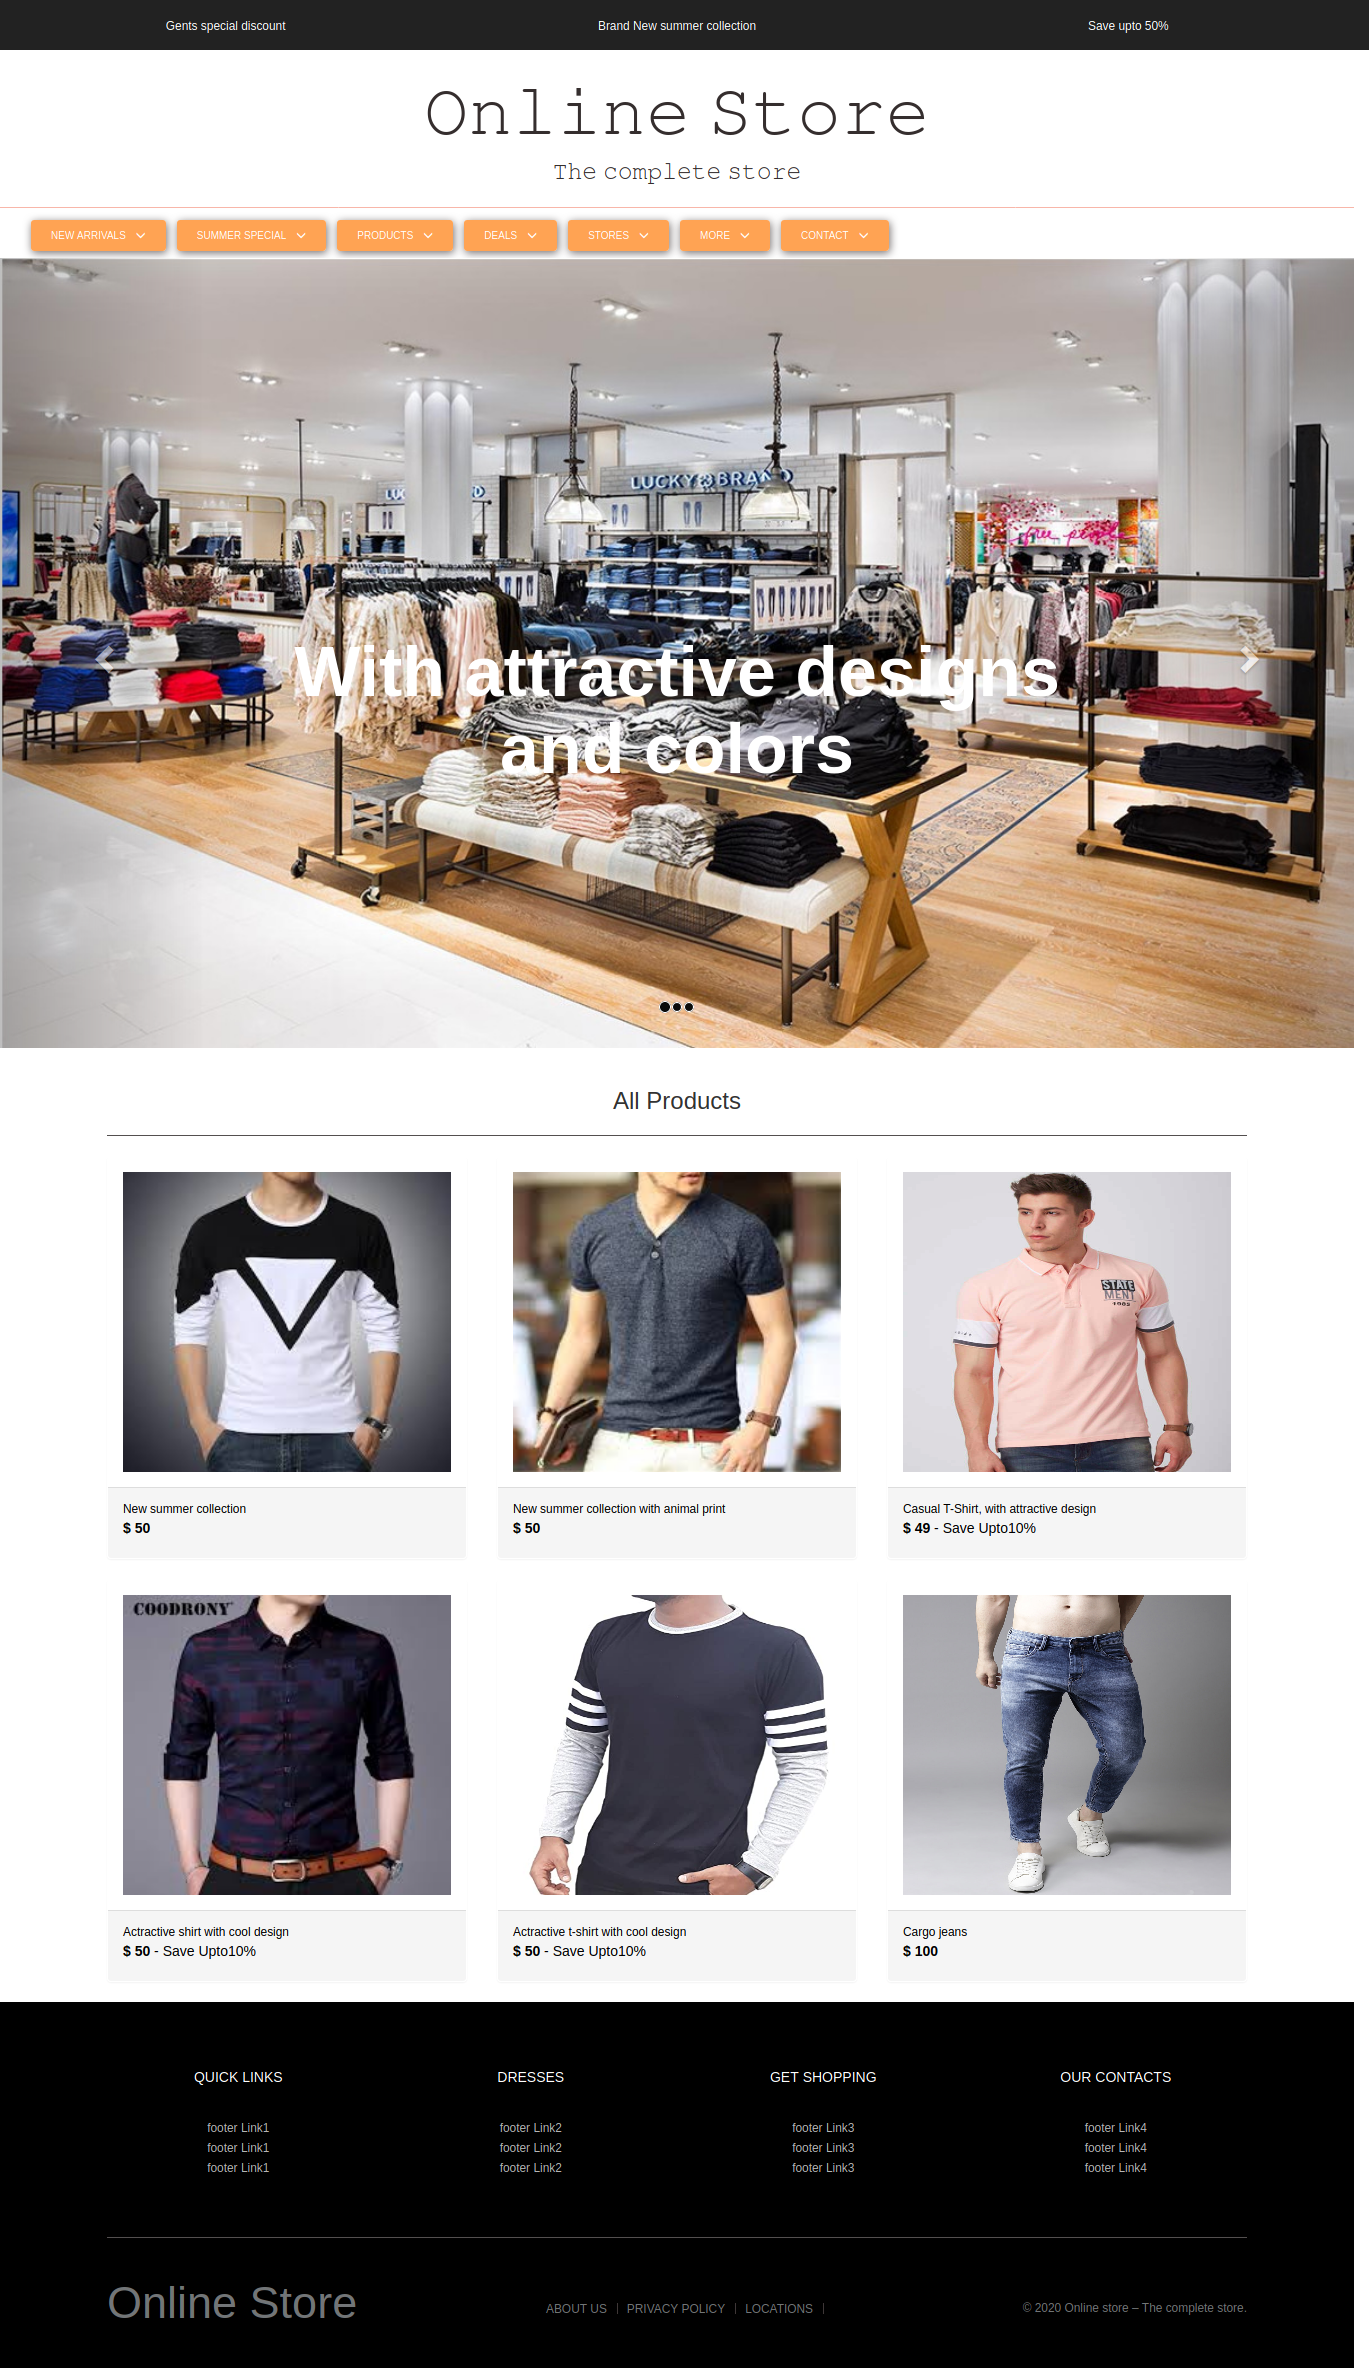 Gents special discount
Brand New summer collection
Save upto 50%
Online Store
The complete store
NEW ARRIVALS
SUMMER SPECIAL
PRODUCTS
DEALS
STORES
MORE
CONTACT
LUCKY BRAND
free people
With attractive designs
and colors
All Products
STATE
MENT
1982
New summer collection
$ 50
New summer collection with animal print
$ 50
Casual T-Shirt, with attractive design
$ 49 - Save Upto10%
COODRONY
Actractive shirt with cool design
$ 50 - Save Upto10%
Actractive t-shirt with cool design
$ 50 - Save Upto10%
Cargo jeans
$ 100
QUICK LINKS
footer Link1
footer Link1
footer Link1
DRESSES
footer Link2
footer Link2
footer Link2
GET SHOPPING
footer Link3
footer Link3
footer Link3
OUR CONTACTS
footer Link4
footer Link4
footer Link4
Online Store
ABOUT US
PRIVACY POLICY
LOCATIONS
© 2020 Online store – The complete store.